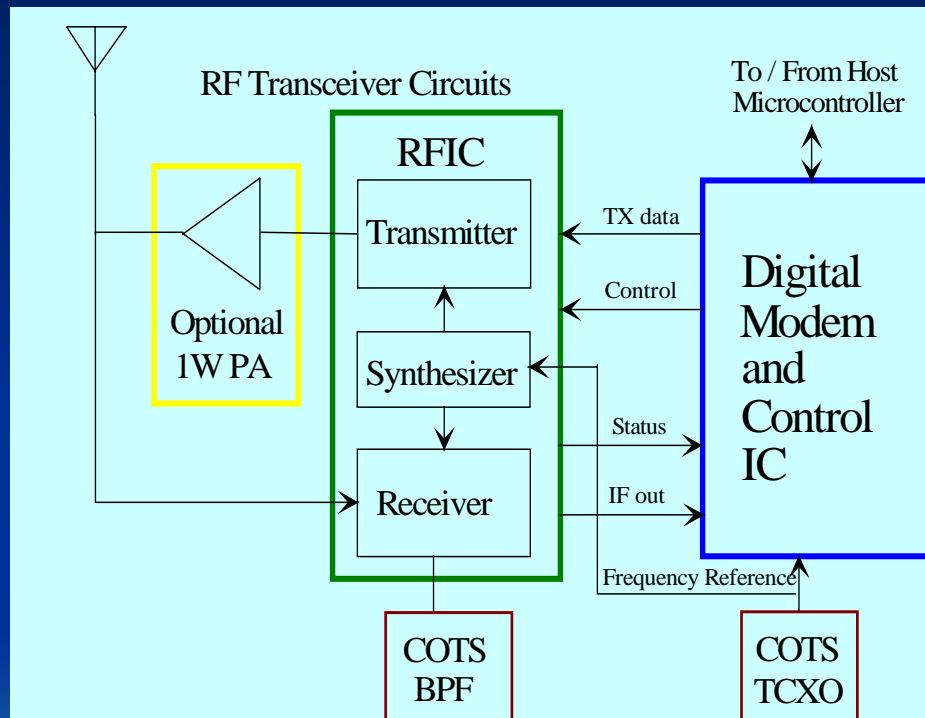 RF Transceiver Circuits
To / From Host
Microcontroller
RFIC
Transmitter
TX data
Optional
1W PA
Control
Synthesizer
Digital
Modem
and
Control
IC
Status
Receiver
IF out
Frequency Reference
COTS
BPF
COTS
TCXO